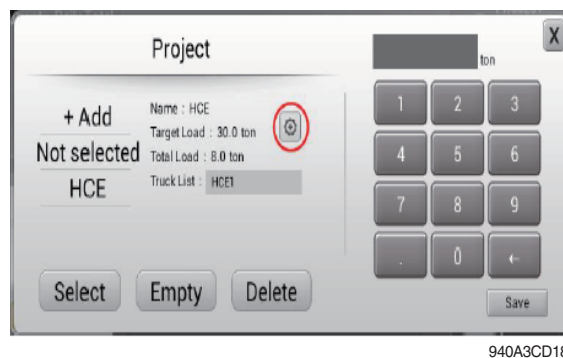 Project
+ Add
Not selected
HCE
Name : HCE
Target Load : 30.0 ton
Total Load : 8.0 ton
Truck List : HCE1
Select Empty Delete
X
ton
1 2 3
4 5 6
7 8 9
. 0 ←
Save
940A3CD18